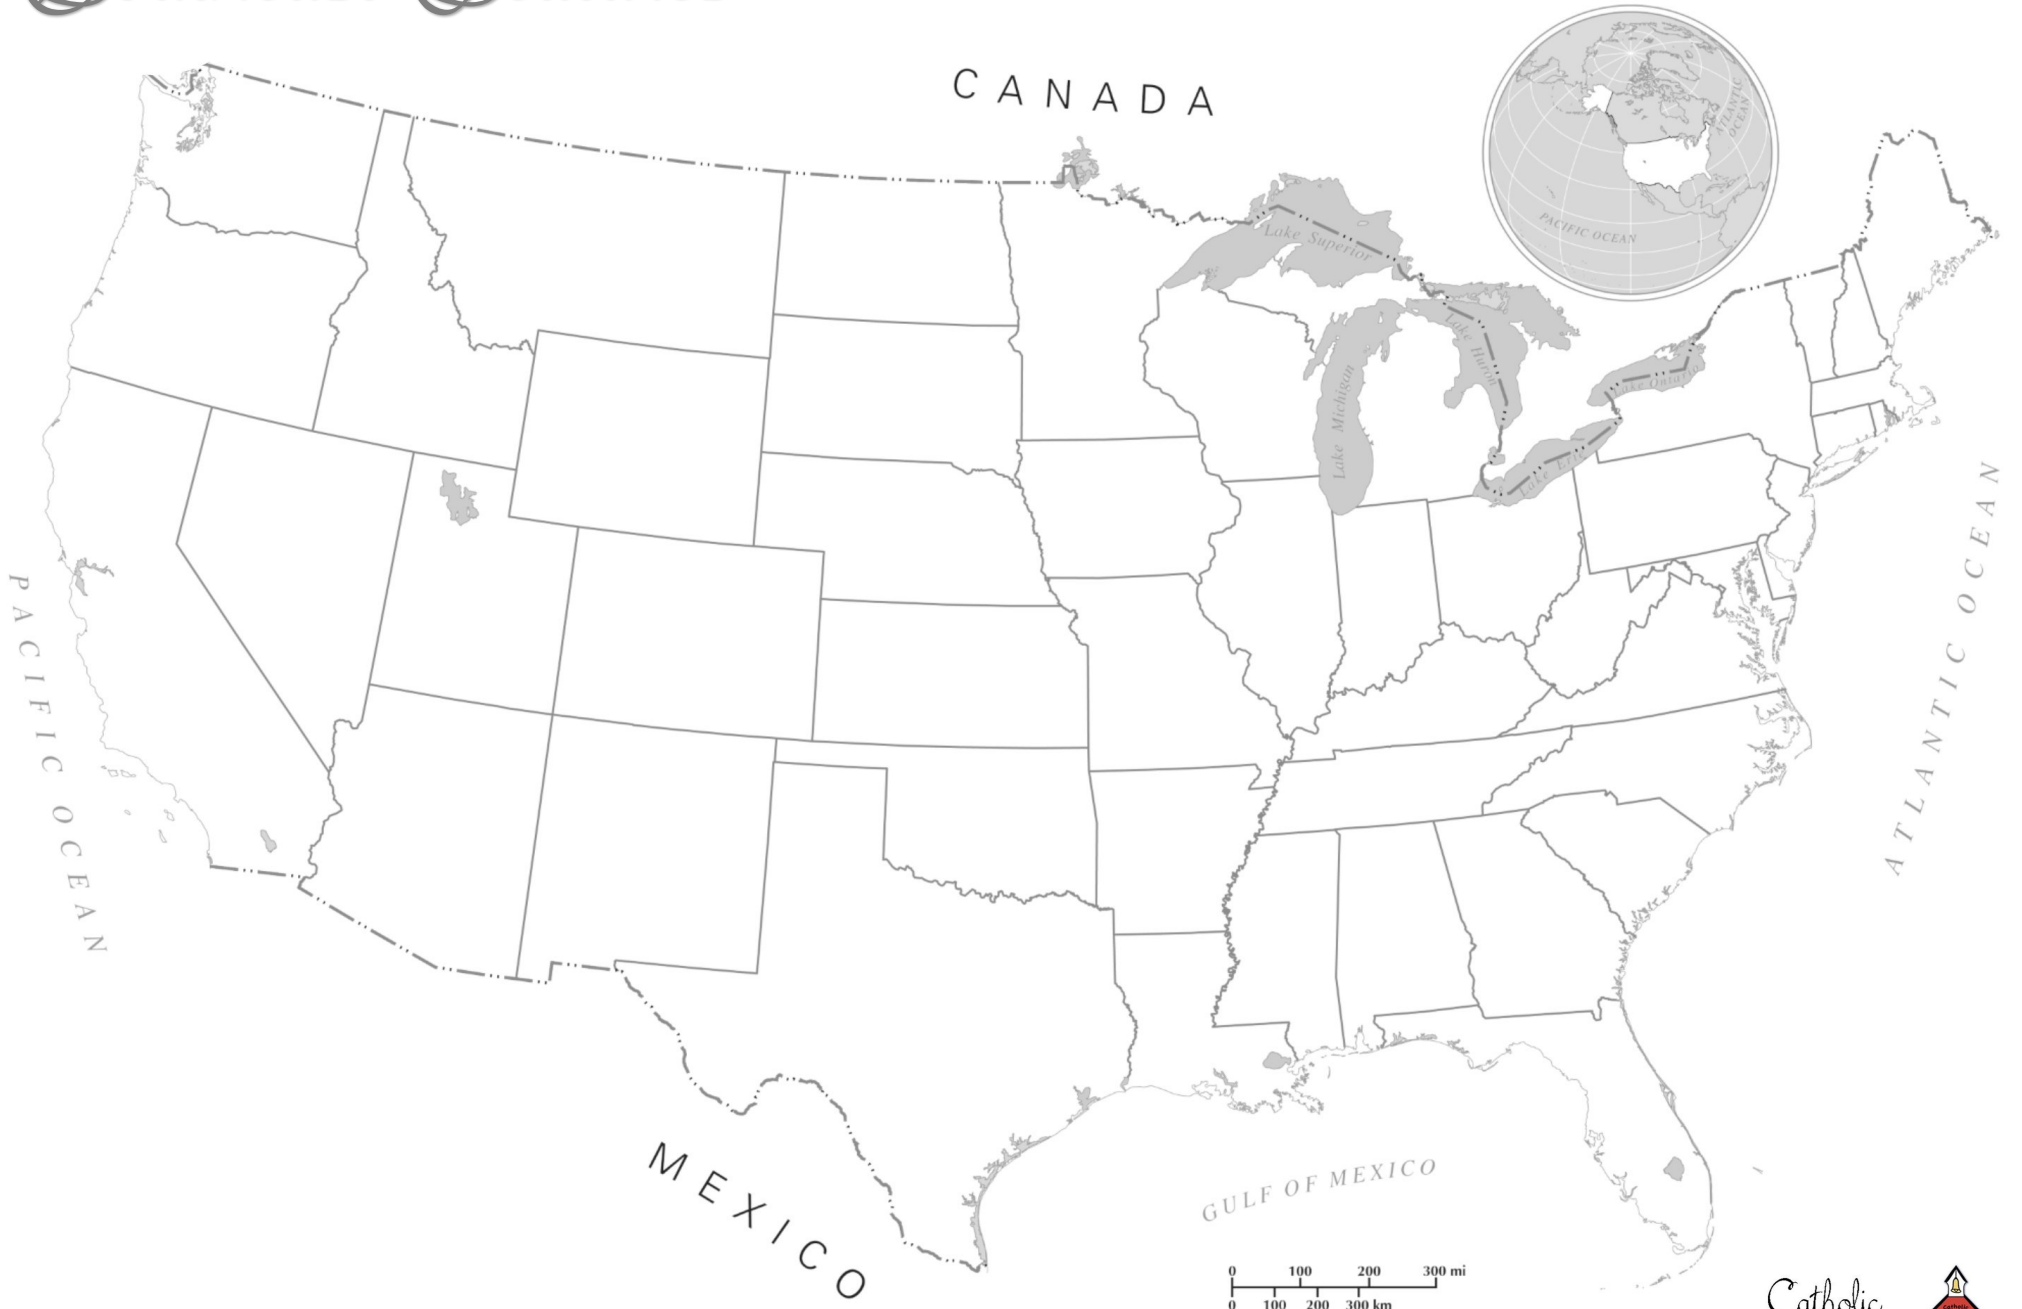 CANADA
ATLANTIC
OCEAN
PACIFIC OCEAN
Lake Superior
Lake Huron
Lake Michigan
Lake Ontario
Lake Erie
PACIFIC OCEAN
ATLANTIC OCEAN
MEXICO
GULF OF MEXICO
0 100 200 300 mi
0 100 200 300 km
Catholic
Catholic